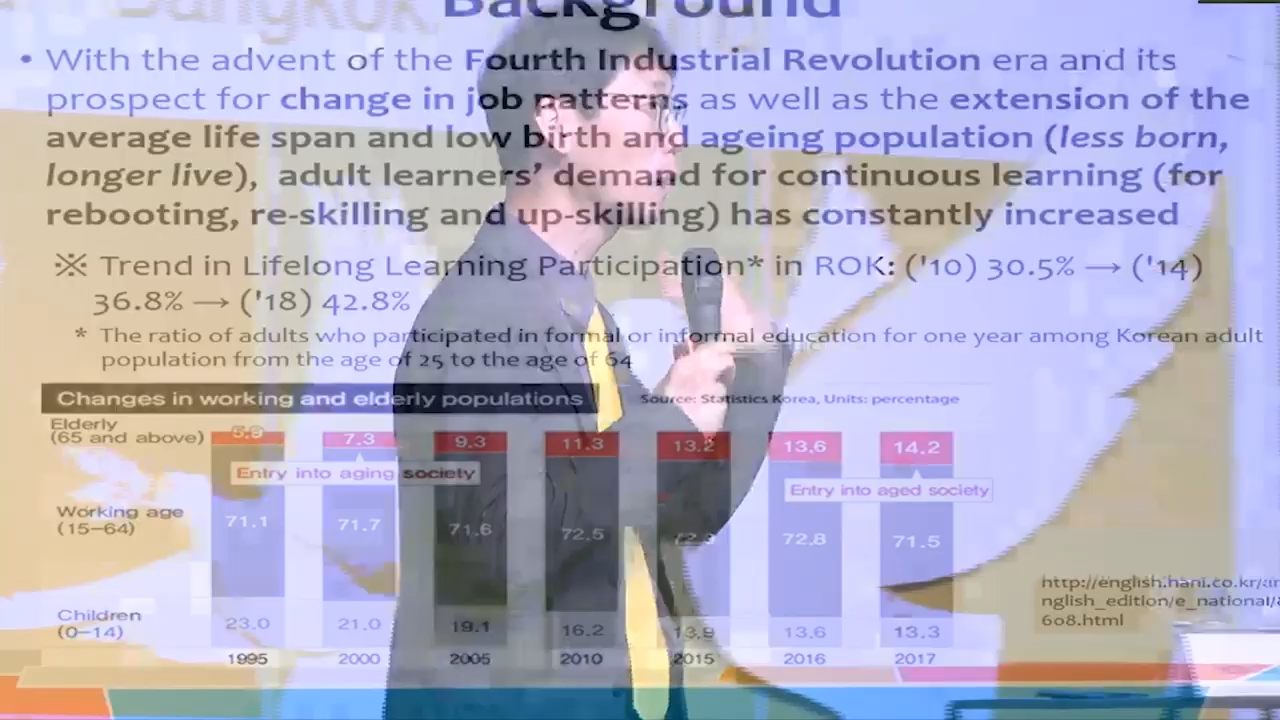 Bangkok
Background
• With the advent of the Fourth Industrial Revolution era and its
prospect for change in job patterns as well as the extension of the
average life span and low birth and ageing population (less born,
longer live), adult learners' demand for continuous learning (for
rebooting, re-skilling and up-skilling) has constantly increased
※ Trend in Lifelong Learning Participation* in ROK: ('10) 30.5% → ('14)
36.8% → ('18) 42.8%
* The ratio of adults who participated in formal or informal education for one year among Korean adult
population from the age of 25 to the age of 64
Changes in working and elderly populations Source: Statistics Korea, Units: percentage
Elderly
(65 and above) 5.9 7.3 9.3 11.3 13.2 13.6 14.2
Entry into aging society Entry into aged society
Working age
(15–64) 71.1 71.7 71.6 72.5 72.9 72.8 71.5
http://english.hani.co.kr/
nglish_edition/e_national/
608.html
Children
(0–14) 23.0 21.0 19.1 16.2 13.9 13.6 13.3
1995 2000 2005 2010 2015 2016 2017